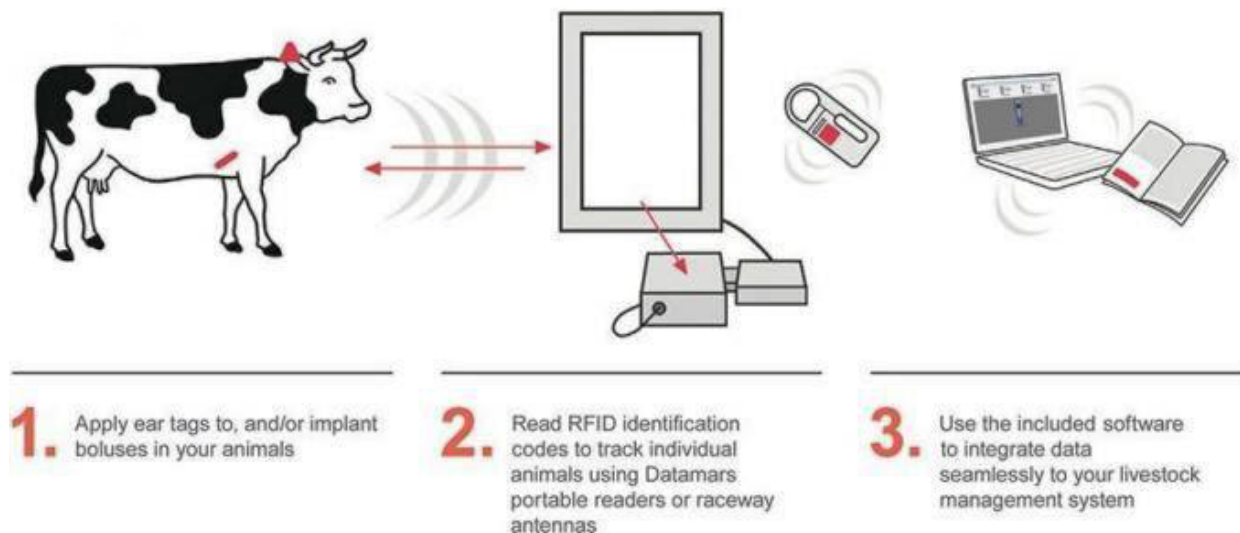 1. Apply ear tags to, and/or implant
boluses in your animals
2. Read RFID identification
codes to track individual
animals using Datamars
portable readers or raceway
antennas
3. Use the included software
to integrate data
seamlessly to your livestock
management system